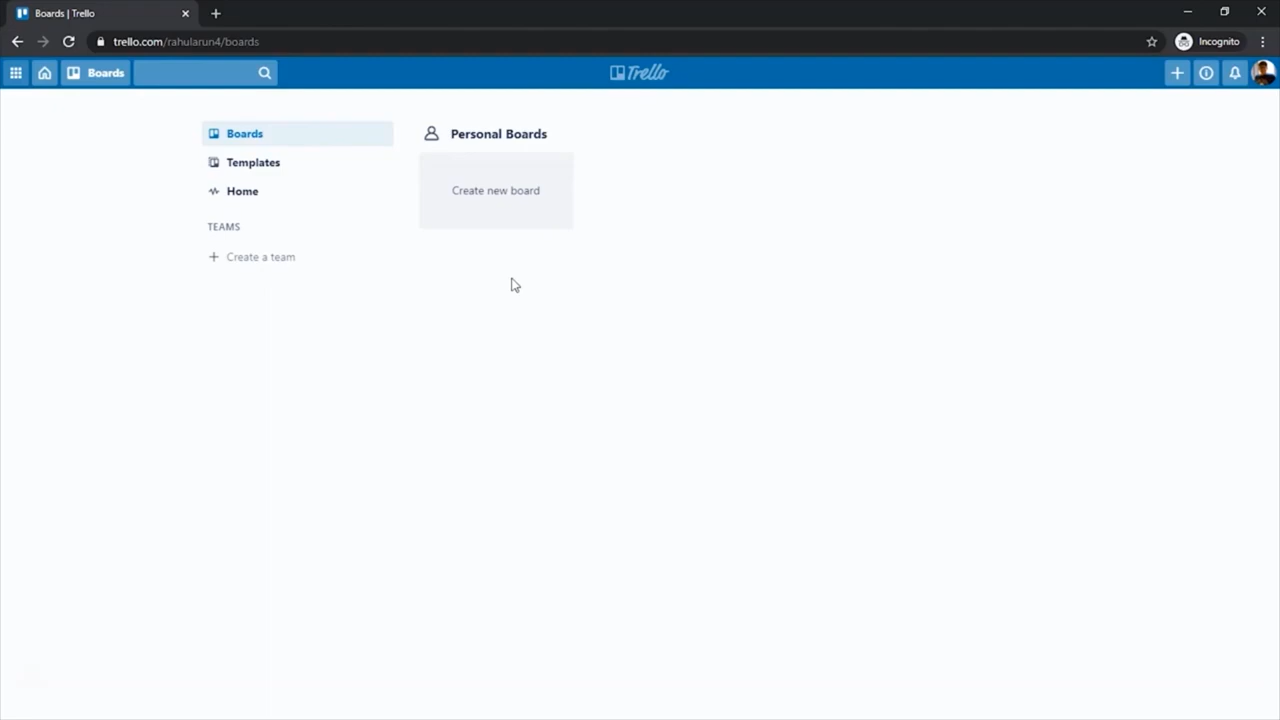 Boards | Trello
trello.com/rahularun4/boards
Incognito
Boards
Trello
Boards
Personal Boards
Templates
Create new board
Home
TEAMS
Create a team